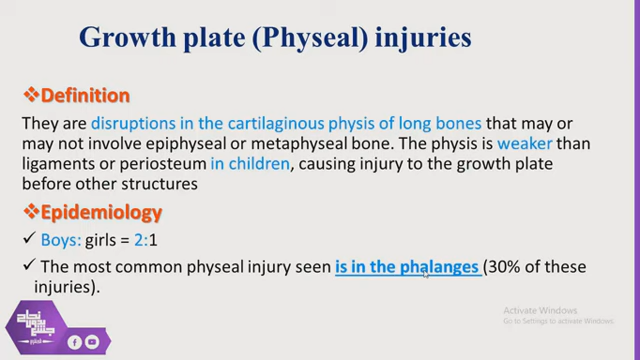 Growth plate (Physeal) injuries
❖Definition
They are disruptions in the cartilaginous physis of long bones that may or
may not involve epiphyseal or metaphyseal bone. The physis is weaker than
ligaments or periosteum in children, causing injury to the growth plate
before other structures
❖Epidemiology
✓ Boys: girls = 2:1
✓ The most common physeal injury seen is in the phalanges (30% of these
injuries).
Activate Windows
Go to Settings to activate Windows.